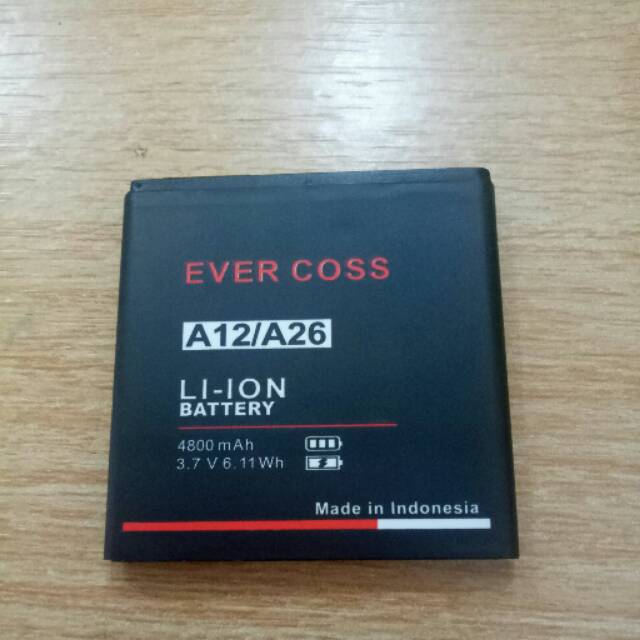 EVER COSS
A12/A26
LI-ION
BATTERY
4800 mAh
3.7 V 6.11Wh
Made in Indonesia